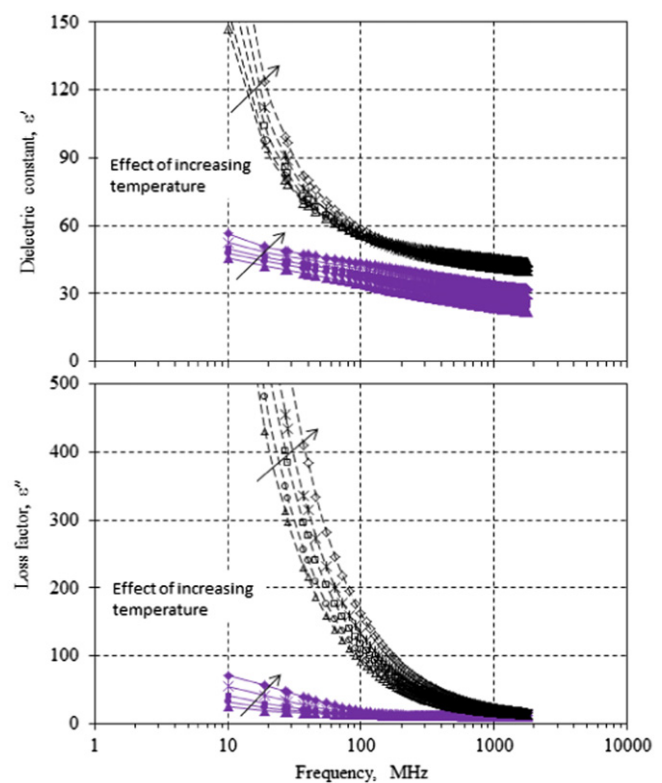 150
120
90
60
30
0
Dielectric constant, ε′
Effect of increasing
temperature
500
400
300
200
100
0
Loss factor, ε″
Effect of increasing
temperature
1
10
100
1000
10000
Frequency, MHz